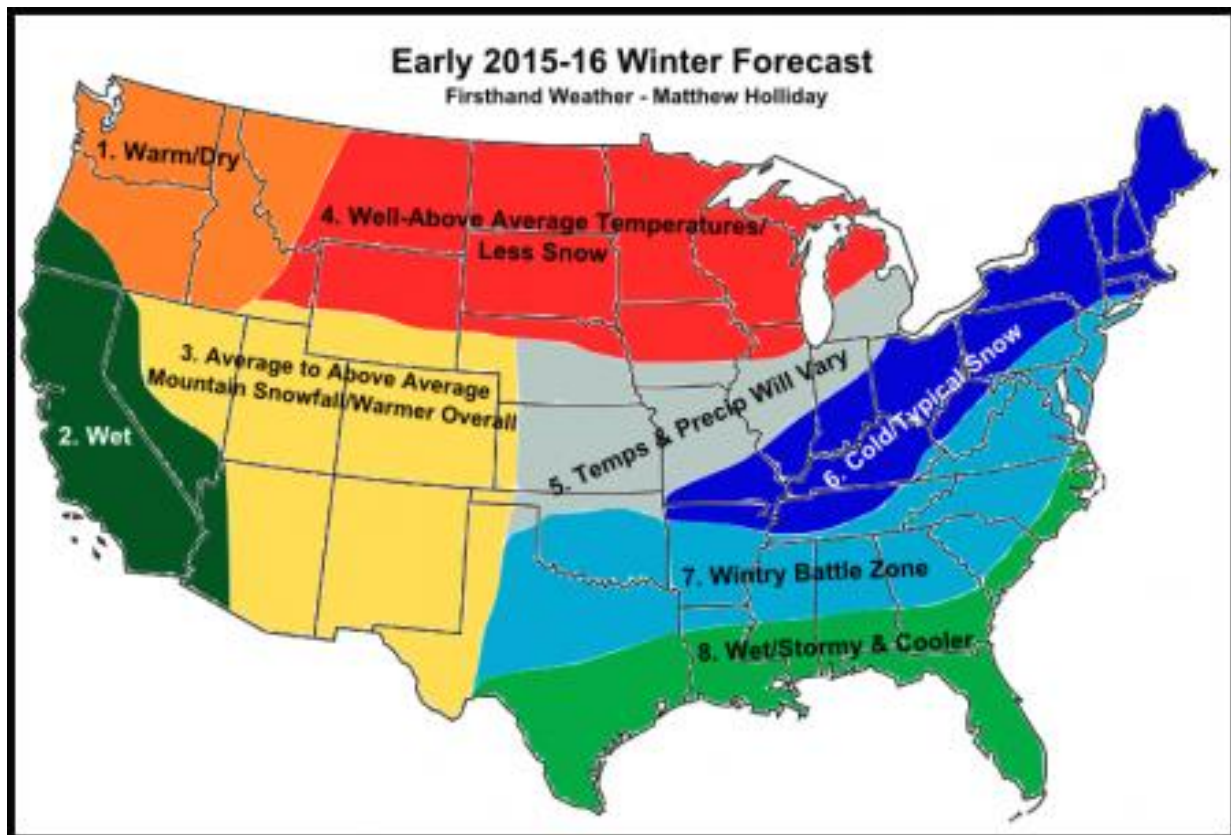 Early 2015-16 Winter Forecast
Firsthand Weather - Matthew Holliday
1. Warm/Dry
4. Well-Above Average Temperatures/
Less Snow
3. Average to Above Average
Mountain Snowfall/Warmer Overall
2. Wet
5. Temps & Precip Will Vary
6. Cold/Typical Snow
7. Wintry Battle Zone
8. Wet/Stormy & Cooler